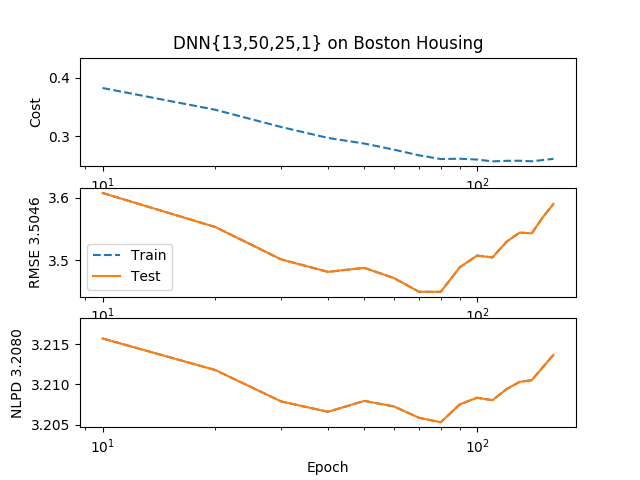 DNN{13,50,25,1} on Boston Housing
Cost
0.4
0.3
10¹ 10²
RMSE 3.5046
3.6
3.5
Train
Test
10¹ 10²
NLPD 3.2080
3.215
3.210
3.205
10¹ 10²
Epoch